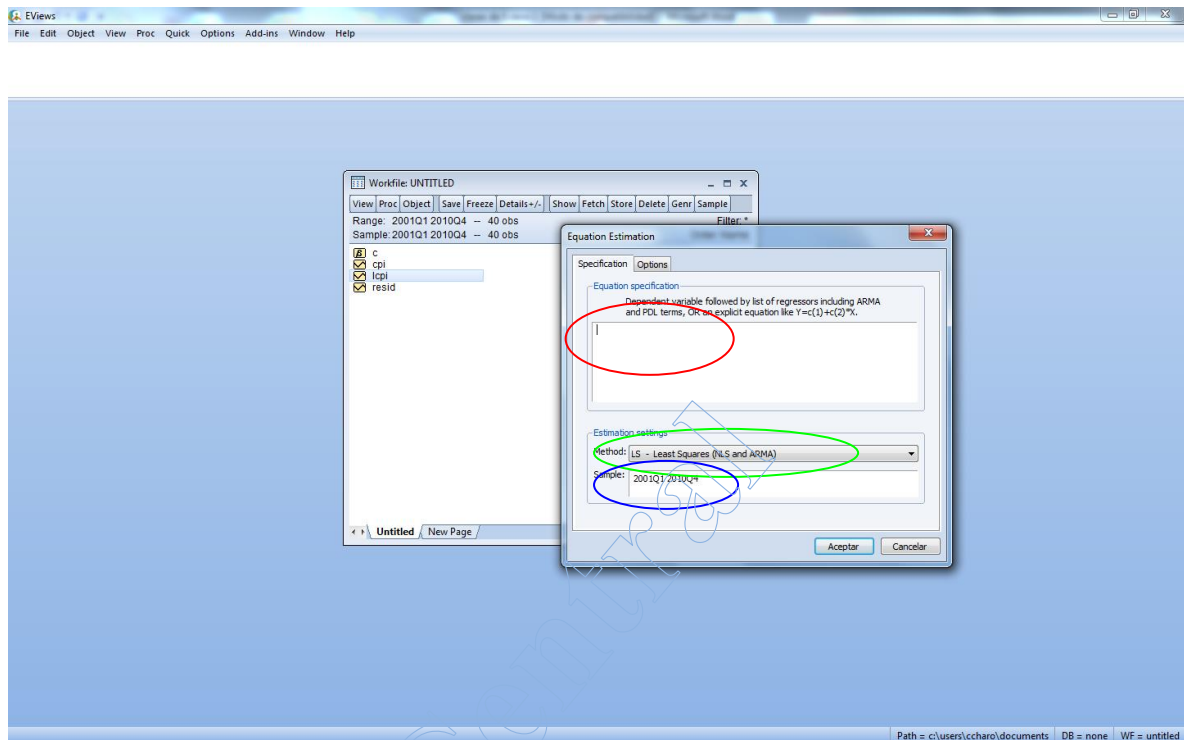 EViews
File Edit Object View Proc Quick Options Add-ins Window Help
Workfile: UNTITLED
View Proc Object Save Freeze Details+/- Show Fetch Store Delete Genr Sample
Range: 2001Q1 2010Q4 -- 40 obs Filter: *
Sample: 2001Q1 2010Q4 -- 40 obs
c
cpi
lcpi
resid
Untitled New Page
Equation Estimation
Specification Options
Equation specification
Dependent variable followed by list of regressors including ARMA
and PDL terms, OR an explicit equation like Y=c(1)+c(2)*X.
Estimation settings
Method: LS - Least Squares (NLS and ARMA)
Sample: 2001Q1 2010Q4
Aceptar Cancelar
Path = c:\users\ccharo\documents DB = none WF = untitled